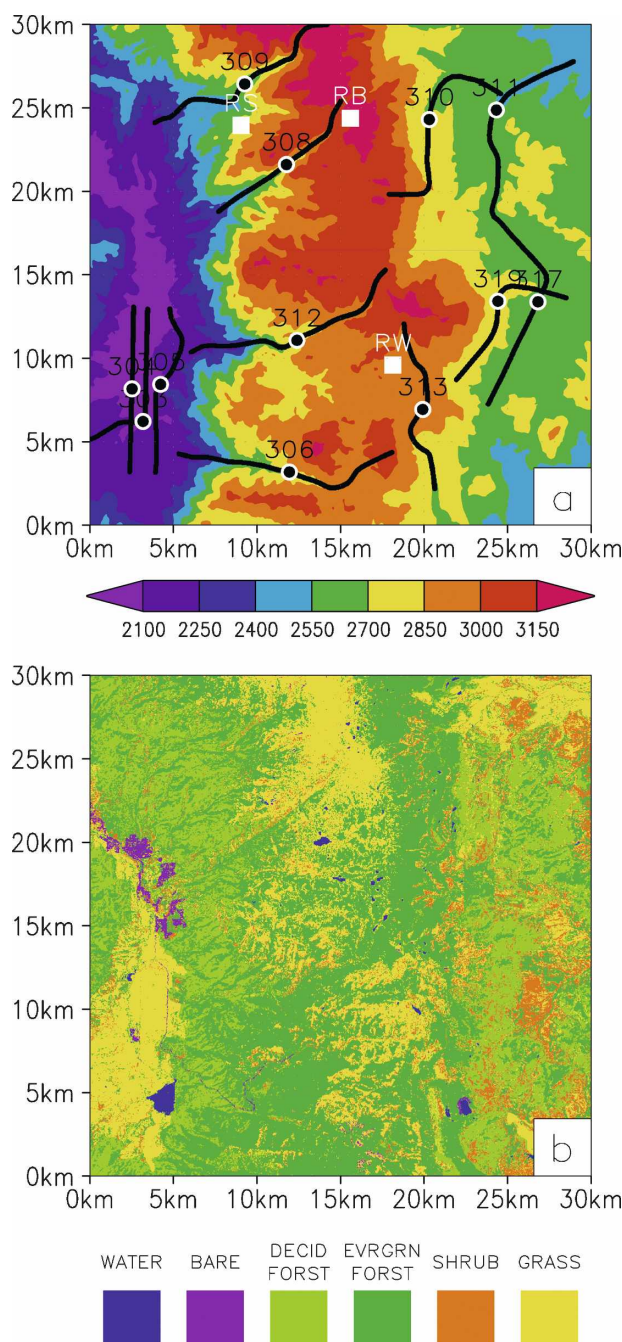 30km
25km
20km
15km
10km
5km
0km
309
RS
RB
310
311
308
312
319
317
RW
304
305
303
313
306
a
0km 5km 10km 15km 20km 25km 30km
2100 2250 2400 2550 2700 2850 3000 3150
30km
25km
20km
15km
10km
5km
0km
b
0km 5km 10km 15km 20km 25km 30km
WATER BARE DECID FORST EVRGRN FORST SHRUB GRASS